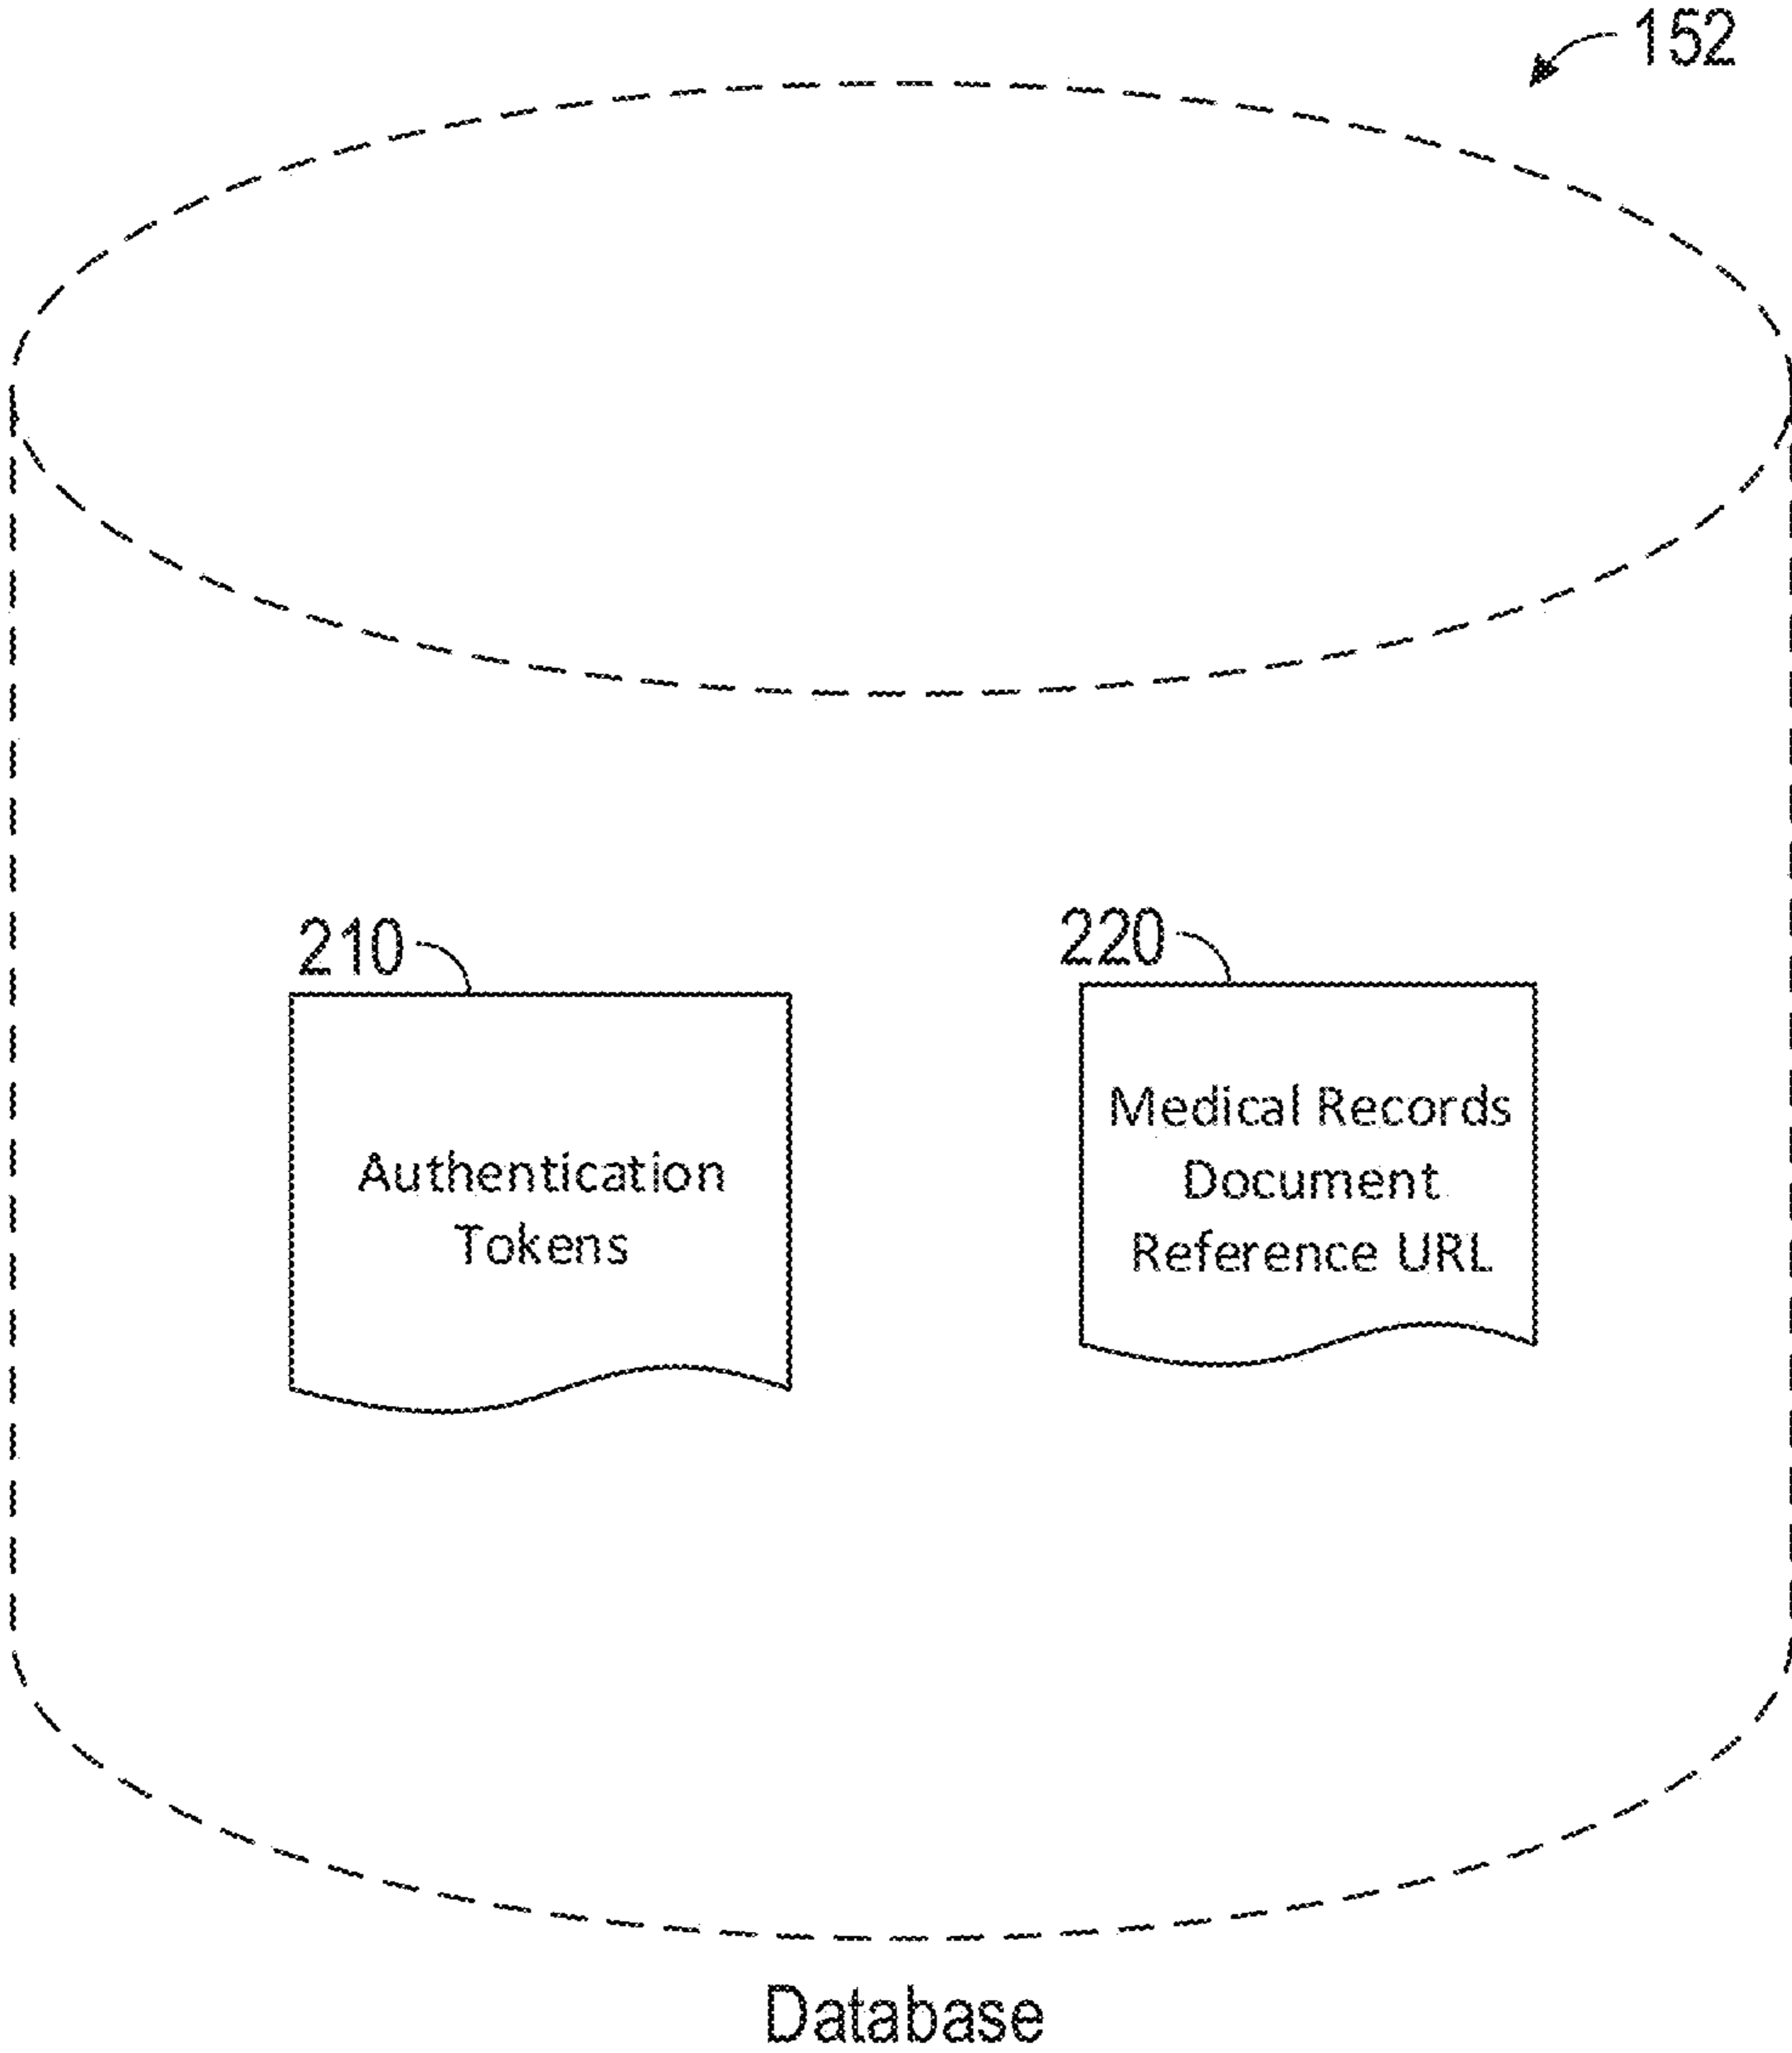 152
210
220
Authentication
Tokens
Medical Records
Document
Reference URL
Database